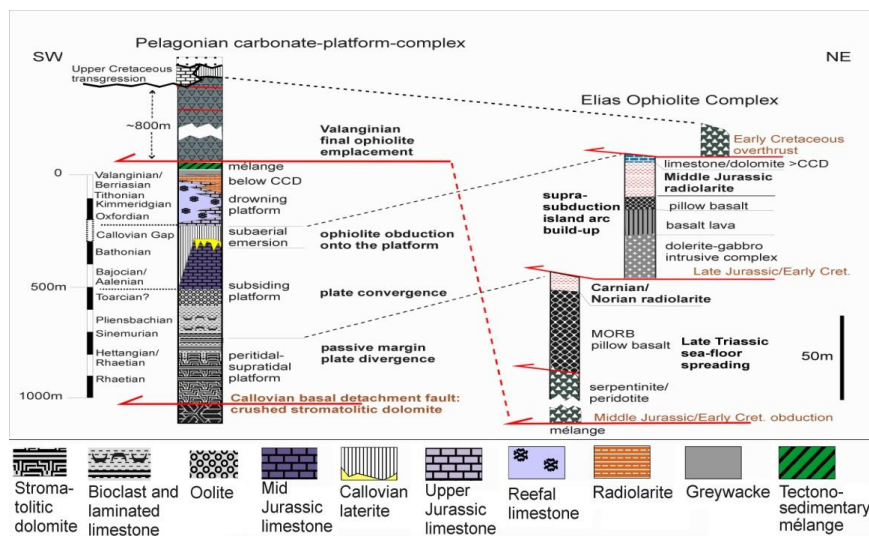 Pelagonian carbonate-platform-complex
SW
NE
Upper Cretaceous
transgression
~800m
Elias Ophiolite Complex
Valanginian
final ophiolite
emplacement
Early Cretaceous
overthrust
mélange
0
Valanginian/
Berriasian
Tithonian
Kimmeridgian
Oxfordian
Callovian Gap
Bathonian
Bajocian/
Aalenian
500m
Toarcian?
Pliensbachian
Sinemurian
Hettangian/
Rhaetian
Rhaetian
1000m
below CCD
drowning
platform
subaerial
emersion
subsiding
platform
peritidal-
supratidal
platform
ophiolite obduction
onto the platform
plate convergence
passive margin
plate divergence
Callovian basal detachment fault:
crushed stromatolitic dolomite
limestone/dolomite >CCD
Middle Jurassic
radiolarite
supra-
subduction
island arc
build-up
pillow basalt
basalt lava
dolerite-gabbro
intrusive complex
Late Jurassic/Early Cret.
Carnian/
Norian radiolarite
MORB
pillow basalt
Late Triassic
sea-floor
spreading
serpentinite/
peridotite
50m
Middle Jurassic/Early Cret. obduction
mélange
Stroma-
tolitic
dolomite
Bioclast and
laminated
limestone
Oolite
Mid
Jurassic
limestone
Callovian
laterite
Upper
Jurassic
limestone
Reefal
limestone
Radiolarite
Greywacke
Tectono-
sedimentary
mélange